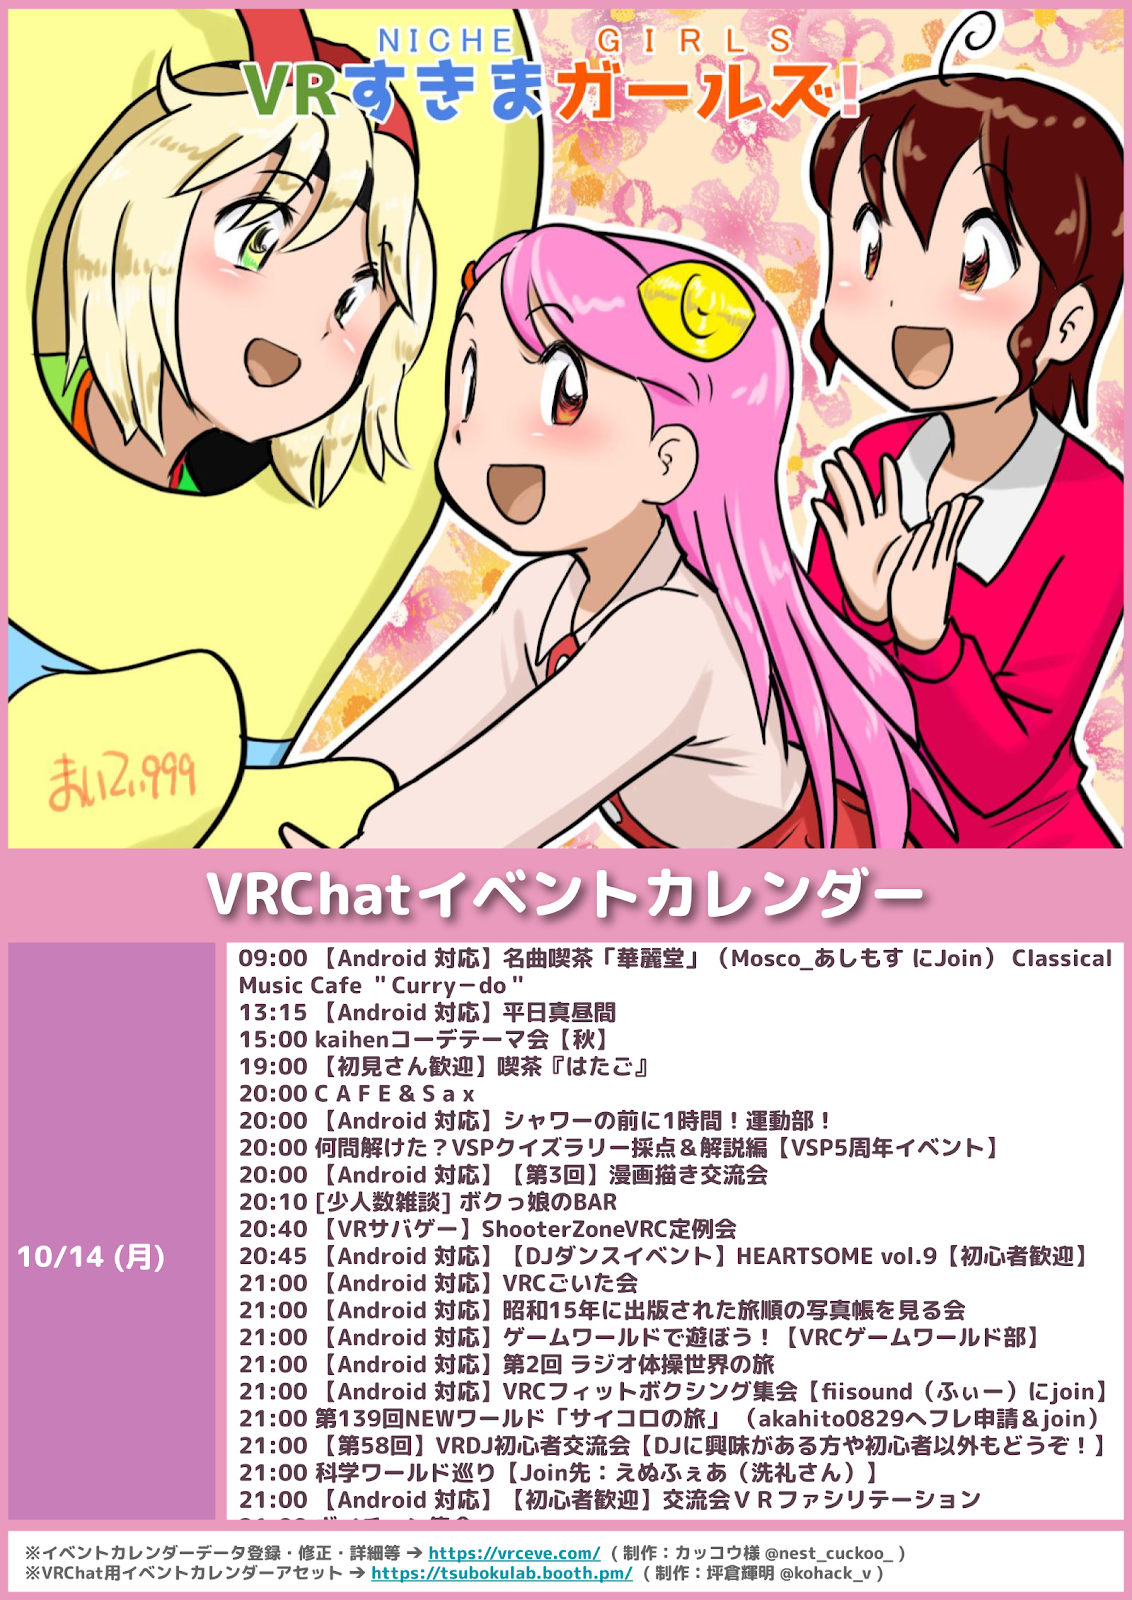 NICHE GIRLS
VRすきまガールズ!
まいてぃ999
VRChatイベントカレンダー
10/14 (月)
09:00 【Android 対応】名曲喫茶「華麗堂」（Mosco_あしもす にJoin） Classical
Music Cafe ＂Curry－do＂
13:15 【Android 対応】平日真昼間
15:00 kaihenコーデテーマ会【秋】
19:00 【初見さん歓迎】喫茶『はたご』
20:00 C A F E & S a x
20:00 【Android 対応】シャワーの前に1時間！運動部！
20:00 何問解けた？VSPクイズラリー採点＆解説編【VSP5周年イベント】
20:00 【Android 対応】【第3回】漫画描き交流会
20:10 [少人数雑談] ボクっ娘のBAR
20:40 【VRサバゲー】ShooterZoneVRC定例会
20:45 【Android 対応】【DJダンスイベント】HEARTSOME vol.9【初心者歓迎】
21:00 【Android 対応】VRCごいた会
21:00 【Android 対応】昭和15年に出版された旅順の写真帳を見る会
21:00 【Android 対応】ゲームワールドで遊ぼう！【VRCゲームワールド部】
21:00 【Android 対応】第2回 ラジオ体操世界の旅
21:00 【Android 対応】VRCフィットボクシング集会【fiisound（ふぃー）にjoin】
21:00 第139回NEWワールド「サイコロの旅」 （akahito0829へフレ申請＆join）
21:00 【第58回】VRDJ初心者交流会【DJに興味がある方や初心者以外もどうぞ！】
21:00 科学ワールド巡り【Join先：えぬふぇあ（洗礼さん）】
21:00 【Android 対応】【初心者歓迎】交流会ＶＲファシリテーション
※イベントカレンダーデータ登録・修正・詳細等 ➔ https://vrceve.com/ ( 制作：カッコウ様 @nest_cuckoo_ )
※VRChat用イベントカレンダーアセット ➔ https://tsubokulab.booth.pm/ ( 制作：坪倉輝明 @kohack_v )